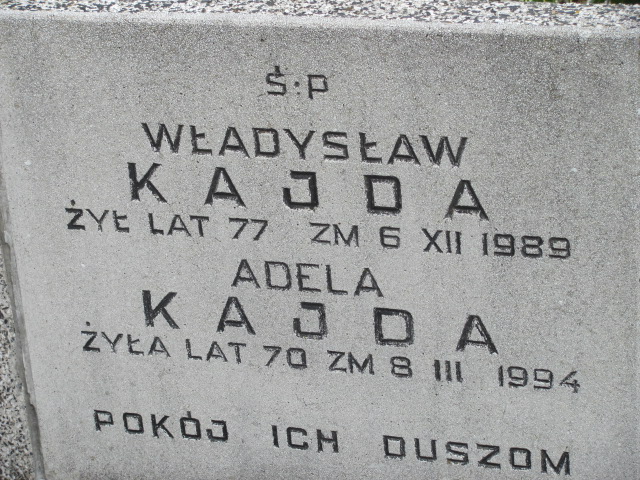 Ś.P
WŁADYSŁAW
KAJDA
ŻYŁ LAT 77 ZM 6 XII 1989
ADELA
KAJDA
ŻYŁA LAT 70 ZM 8 III 1994
POKÓJ ICH DUSZOM